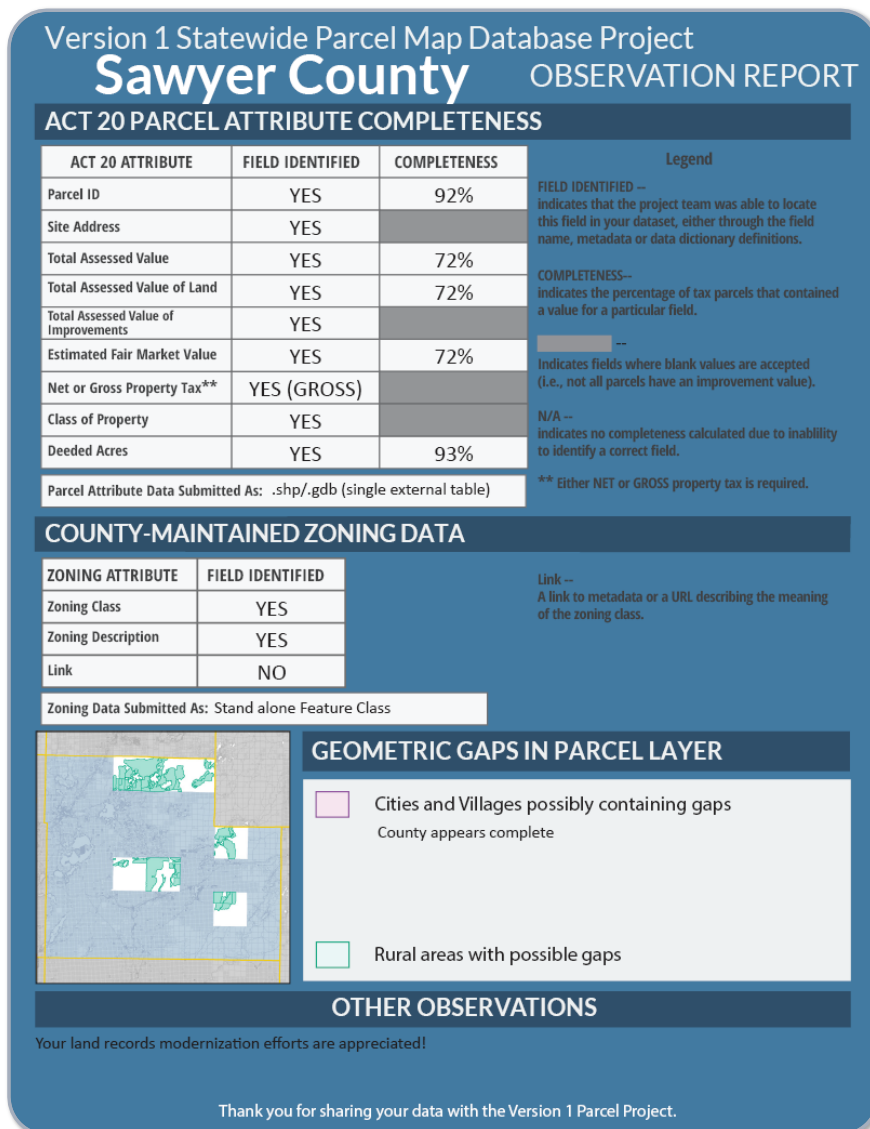 Version 1 Statewide Parcel Map Database Project
Sawyer County OBSERVATION REPORT
ACT 20 PARCEL ATTRIBUTE COMPLETENESS
ACT 20 ATTRIBUTE FIELD IDENTIFIED COMPLETENESS
Parcel ID YES 92%
Site Address YES
Total Assessed Value YES 72%
Total Assessed Value of Land YES 72%
Total Assessed Value of
Improvements YES
Estimated Fair Market Value YES 72%
Net or Gross Property Tax** YES (GROSS)
Class of Property YES
Deeded Acres YES 93%
Parcel Attribute Data Submitted As: .shp/.gdb (single external table)
Legend
FIELD IDENTIFIED --
indicates that the project team was able to locate
this field in your dataset, either through the field
name, metadata or data dictionary definitions.
COMPLETENESS--
indicates the percentage of tax parcels that contained
a value for a particular field.
--
Indicates fields where blank values are accepted
(i.e., not all parcels have an improvement value).
N/A --
indicates no completeness calculated due to inablility
to identify a correct field.
** Either NET or GROSS property tax is required.
COUNTY-MAINTAINED ZONING DATA
ZONING ATTRIBUTE FIELD IDENTIFIED
Zoning Class YES
Zoning Description YES
Link NO
Zoning Data Submitted As: Stand alone Feature Class
Link --
A link to metadata or a URL describing the meaning
of the zoning class.
GEOMETRIC GAPS IN PARCEL LAYER
Cities and Villages possibly containing gaps
County appears complete
Rural areas with possible gaps
OTHER OBSERVATIONS
Your land records modernization efforts are appreciated!
Thank you for sharing your data with the Version 1 Parcel Project.